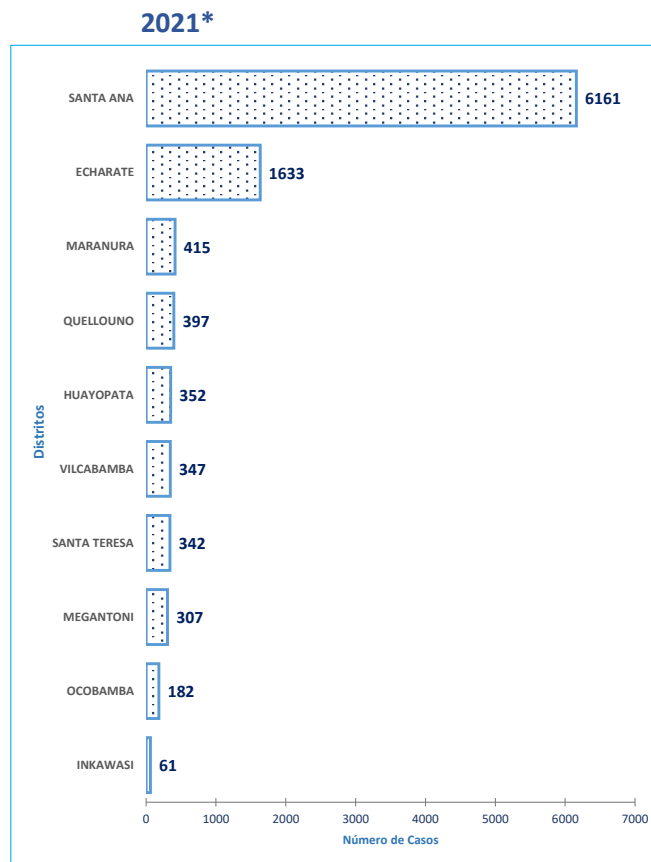 2021*
SANTA ANA
6161
ECHARATE
1633
MARANURA
415
QUELLOUNO
397
HUAYOPATA
352
Distritos
VILCABAMBA
347
SANTA TERESA
342
MEGANTONI
307
OCOBAMBA
182
INKAWASI
61
0 1000 2000 3000 4000 5000 6000 7000
Número de Casos